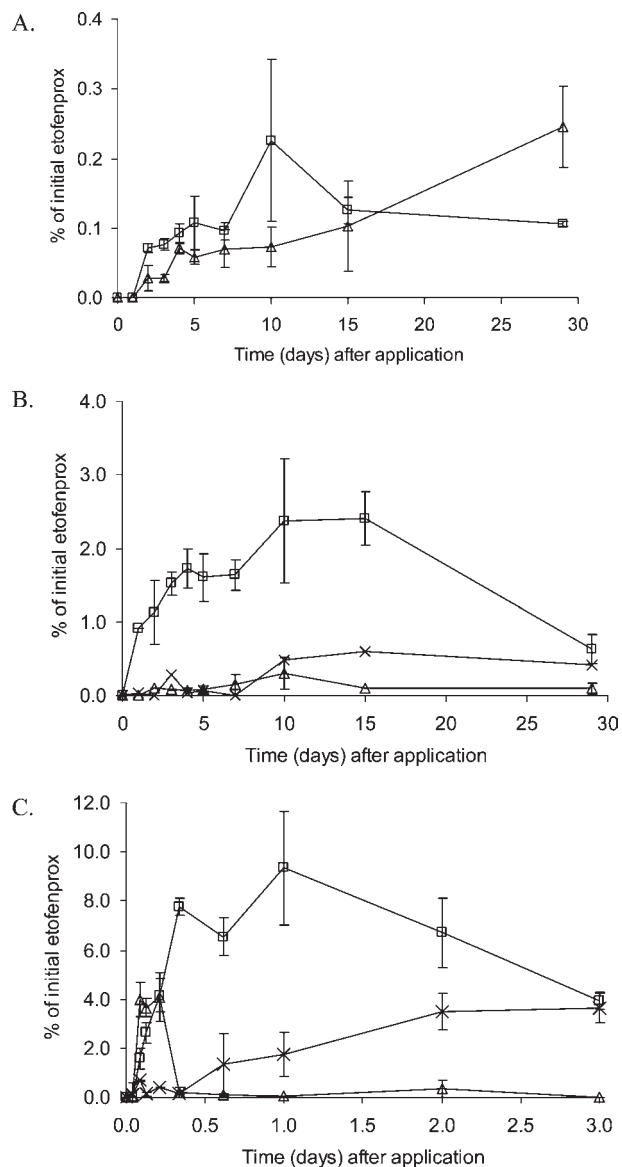 A.
% of initial etofenprox
0.4
0.3
0.2
0.1
0.0
0 5 10 15 20 25 30
Time (days) after application
B.
% of initial etofenprox
4.0
3.0
2.0
1.0
0.0
0 5 10 15 20 25 30
Time (days) after application
C.
% of initial etofenprox
12.0
10.0
8.0
6.0
4.0
2.0
0.0
0.0 0.5 1.0 1.5 2.0 2.5 3.0
Time (days) after application